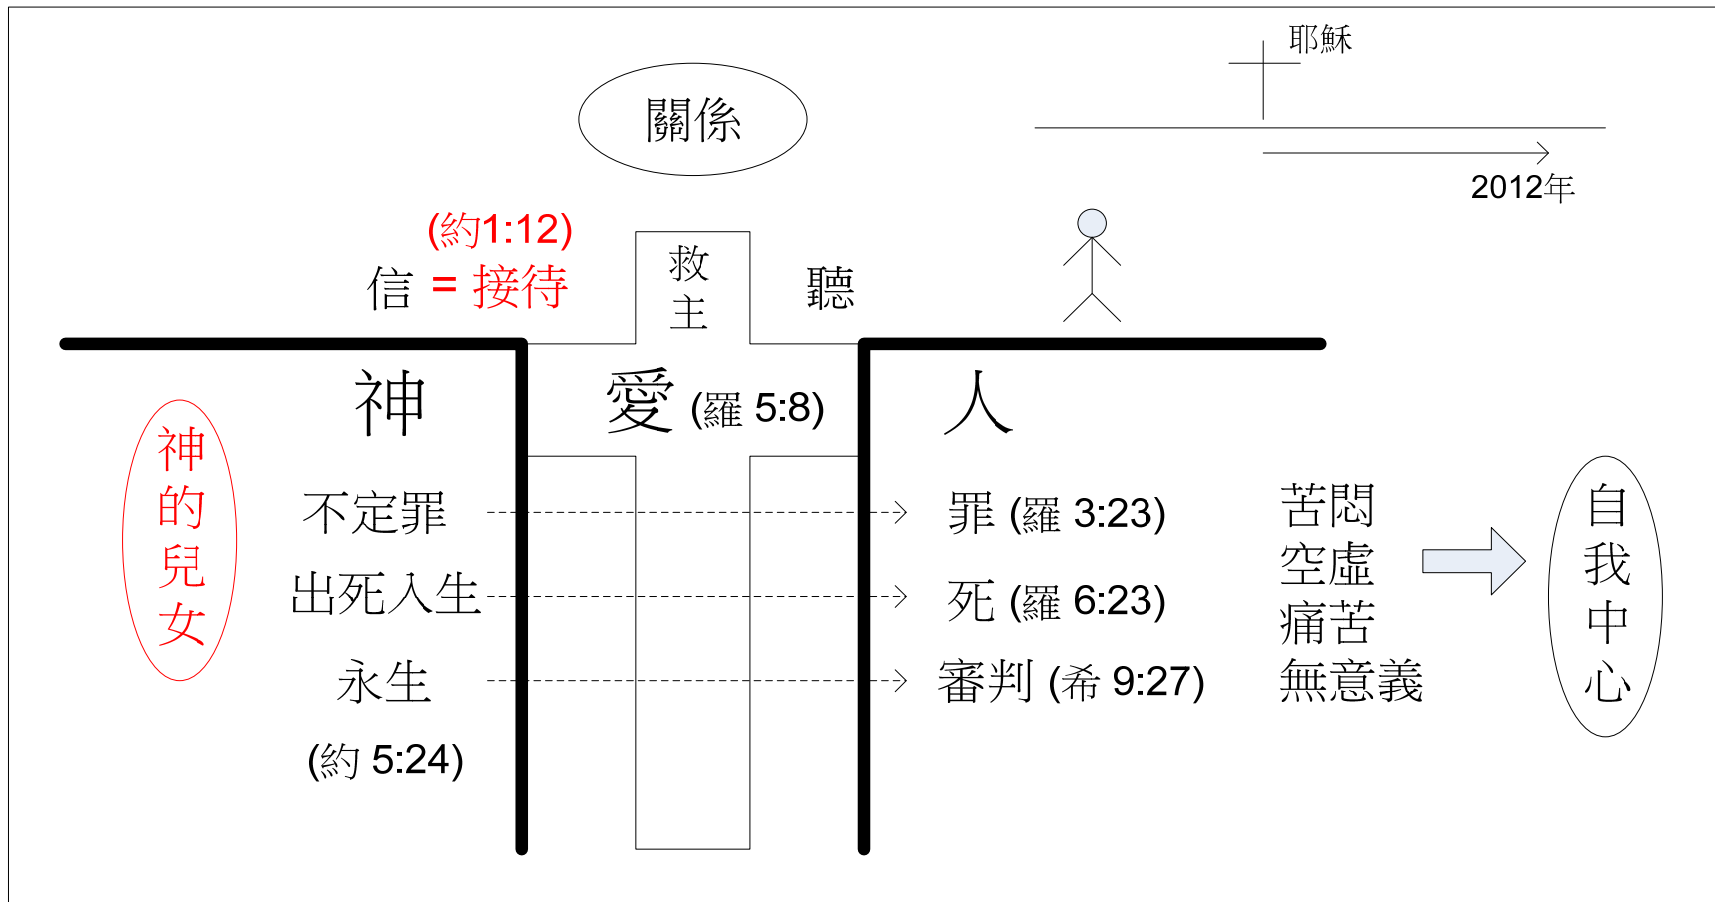 耶穌
關係
2012年
(約1:12)
信 = 接待
救主
聽
神
愛 (羅 5:8)
人
神的兒女
不定罪
罪 (羅 3:23)
苦悶
空虛
痛苦
無意義
自我中心
出死入生
死 (羅 6:23)
永生
審判 (希 9:27)
(約 5:24)